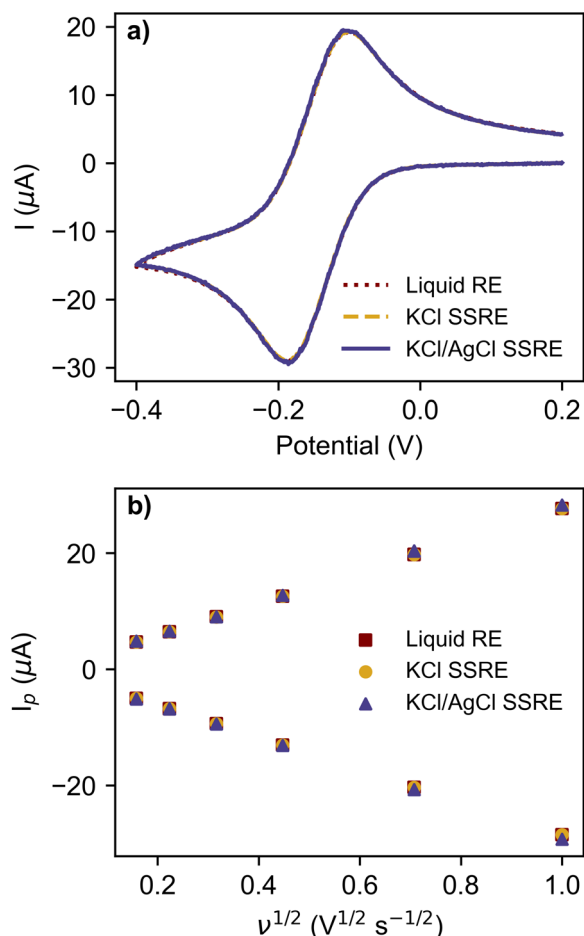 a)
20
10
0
−10
−20
−30
I (µA)
Liquid RE
KCl SSRE
KCl/AgCl SSRE
−0.4 −0.2 0.0 0.2
Potential (V)
b)
20
0
−20
I_p (µA)
Liquid RE
KCl SSRE
KCl/AgCl SSRE
0.2 0.4 0.6 0.8 1.0
ν^{1/2} (V^{1/2} s^{−1/2})